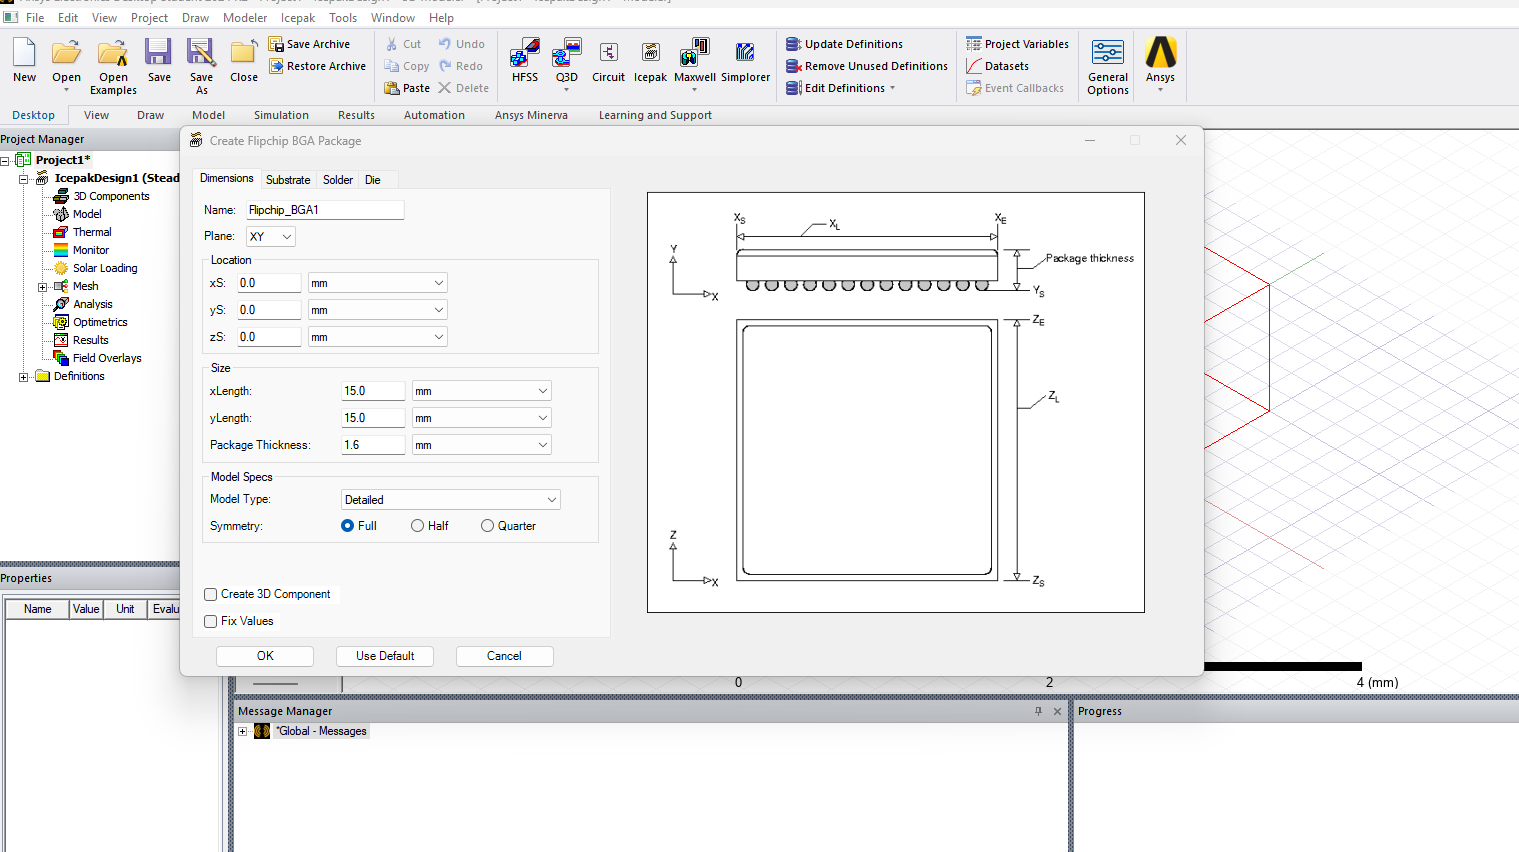 File Edit View Project Draw Modeler Icepak Tools Window Help
New Open Open Examples Save Save As Close
Save Archive
Restore Archive
Cut Undo
Copy Redo
Paste Delete
HFSS Q3D Circuit Icepak Maxwell Simplorer
Update Definitions
Remove Unused Definitions
Edit Definitions
Project Variables
Datasets
Event Callbacks
General Options
Ansys
Desktop View Draw Model Simulation Results Automation Ansys Minerva Learning and Support
Project Manager
Project1*
IcepakDesign1 (Stead
3D Components
Model
Thermal
Monitor
Solar Loading
Mesh
Analysis
Optimetrics
Results
Field Overlays
Definitions
Properties
Name Value Unit Evalu
Create Flipchip BGA Package
Dimensions Substrate Solder Die
Name: Flipchip_BGA1
Plane: XY
Location
xS: 0.0 mm
yS: 0.0 mm
zS: 0.0 mm
Size
xLength: 15.0 mm
yLength: 15.0 mm
Package Thickness: 1.6 mm
Model Specs
Model Type: Detailed
Symmetry: Full Half Quarter
Create 3D Component
Fix Values
OK Use Default Cancel
XS XL XE
Y
X
Package thickness
YS
ZE
ZL
Z
X
ZS
0 2 4 (mm)
Message Manager
*Global - Messages
Progress